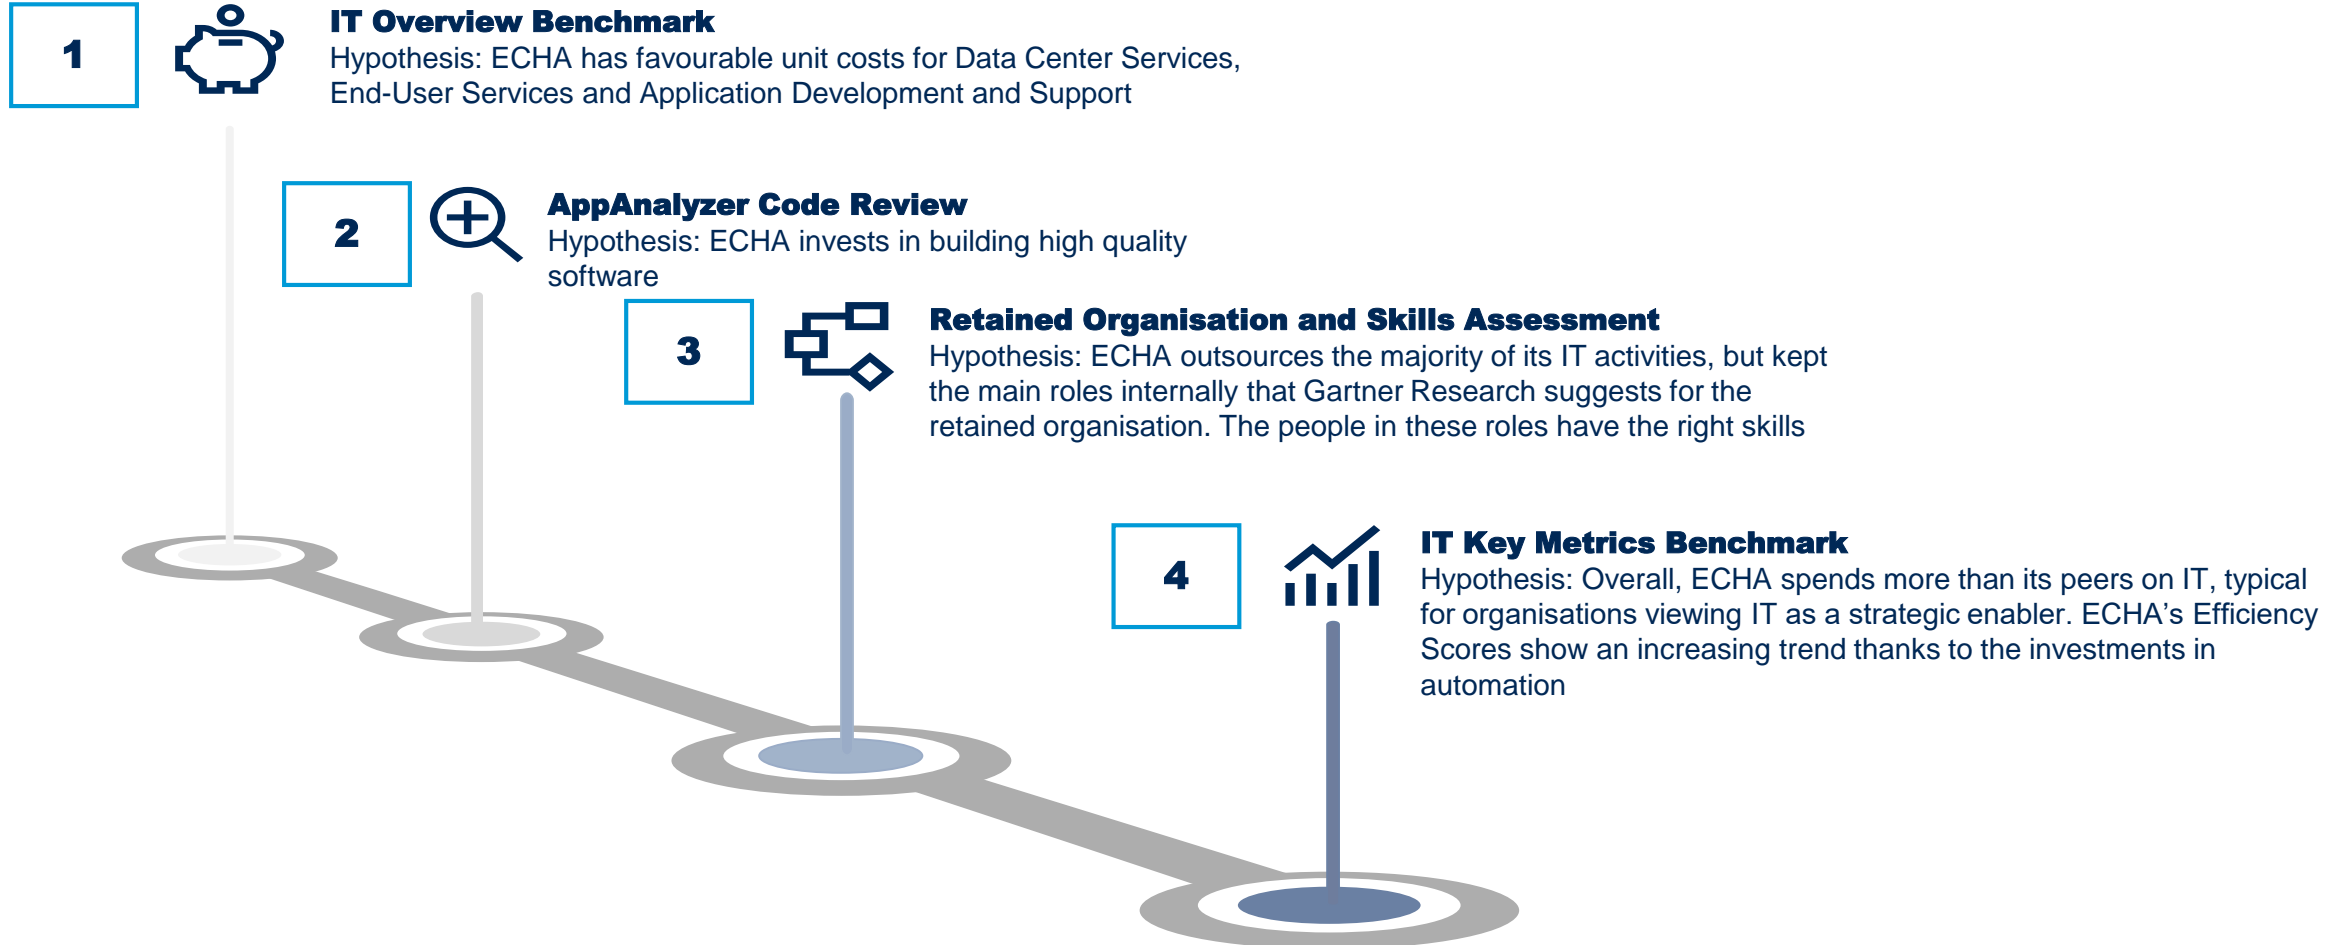 1
IT Overview Benchmark
Hypothesis: ECHA has favourable unit costs for Data Center Services,
End-User Services and Application Development and Support
2
AppAnalyzer Code Review
Hypothesis: ECHA invests in building high quality
software
3
Retained Organisation and Skills Assessment
Hypothesis: ECHA outsources the majority of its IT activities, but kept
the main roles internally that Gartner Research suggests for the
retained organisation. The people in these roles have the right skills
4
IT Key Metrics Benchmark
Hypothesis: Overall, ECHA spends more than its peers on IT, typical
for organisations viewing IT as a strategic enabler. ECHA’s Efficiency
Scores show an increasing trend thanks to the investments in
automation